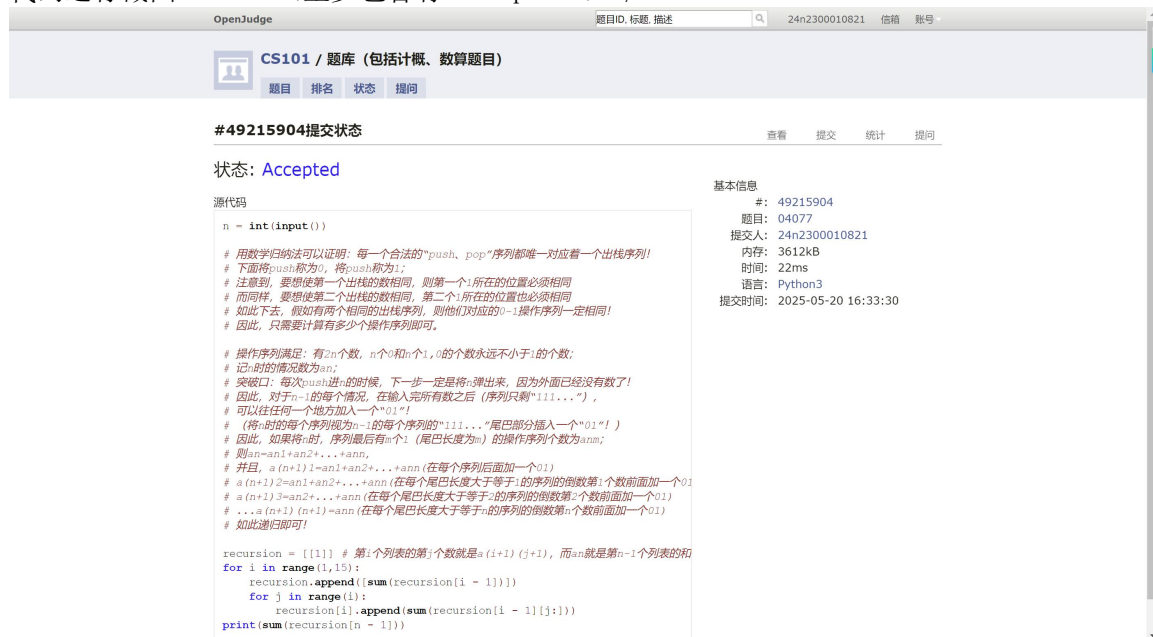 OpenJudge 题目ID, 标题, 描述 24n2300010821 信箱 账号
CS101 / 题库（包括计概、数算题目）
题目 排名 状态 提问
#49215904提交状态 查看 提交 统计 提问
状态: Accepted
源代码
n = int(input())
# 用数学归纳法可以证明：每一个合法的“push、pop”序列都唯一对应着一个出栈序列！
# 下面将push称为0，将push称为1；
# 注意到，要想使第一个出栈的数相同，则第一个1所在的位置必须相同
# 而同样，要想使第二个出栈的数相同，第二个1所在的位置也必须相同
# 如此下去，假如有两个相同的出栈序列，则他们对应的0-1操作序列一定相同！
# 因此，只需要计算有多少个操作序列即可。
# 操作序列满足：有2n个数，n个0和n个1,0的个数永远不小于1的个数；
# 记n时的情况数为an；
# 突破口：每次push进n的时候，下一步一定是将n弹出来，因为外面已经没有数了！
# 因此，对于n-1的每个情况，在输入完所有数之后（序列只剩“111...”），
# 可以往任何一个地方加入一个“01”！
# （将n时的每个序列视为n-1的每个序列的“111...”尾巴部分插入一个“01”！）
# 因此，如果将n时，序列最后有m个1（尾巴长度为m）的操作序列个数为anm；
# 则an=an1+an2+...+ann,
# 并且，a(n+1)1=an1+an2+...+ann(在每个序列后面加一个01)
# a(n+1)2=an1+an2+...+ann(在每个尾巴长度大于等于1的序列的倒数第1个数前面加一个01
# a(n+1)3=an2+...+ann(在每个尾巴长度大于等于2的序列的倒数第2个数前面加一个01)
# ...a(n+1)(n+1)=ann(在每个尾巴长度大于等于n的序列的倒数第n个数前面加一个01)
# 如此递归即可！
recursion = [[1]] # 第i个列表的第j个数就是a(i+1)(j+1)，而an就是第n-1个列表的和
for i in range(1,15):
recursion.append([sum(recursion[i - 1])])
for j in range(i):
recursion[i].append(sum(recursion[i - 1][j:]))
print(sum(recursion[n - 1]))
基本信息
#: 49215904
题目: 04077
提交人: 24n2300010821
内存: 3612kB
时间: 22ms
语言: Python3
提交时间: 2025-05-20 16:33:30